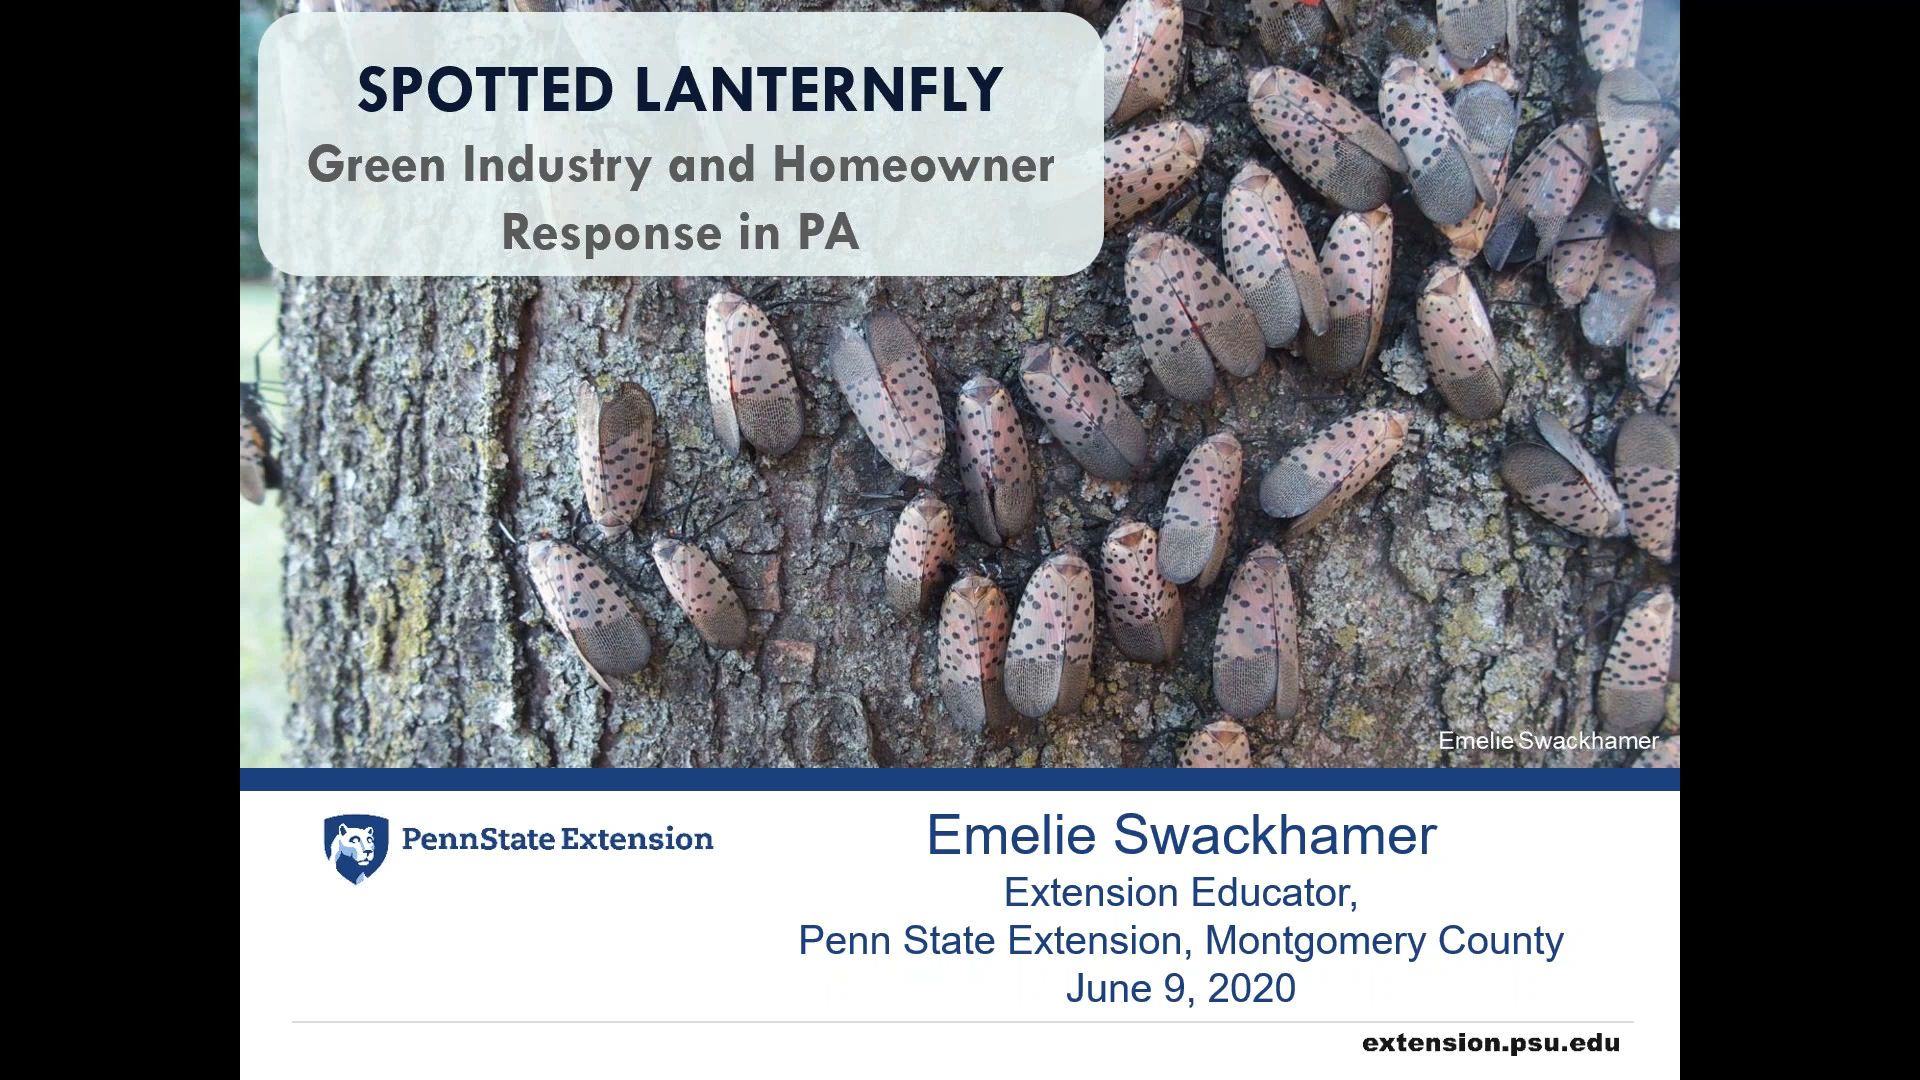 SPOTTED LANTERNFLY
Green Industry and Homeowner
Response in PA
Emelie Swackhamer
PennState Extension
Emelie Swackhamer
Extension Educator,
Penn State Extension, Montgomery County
June 9, 2020
extension.psu.edu